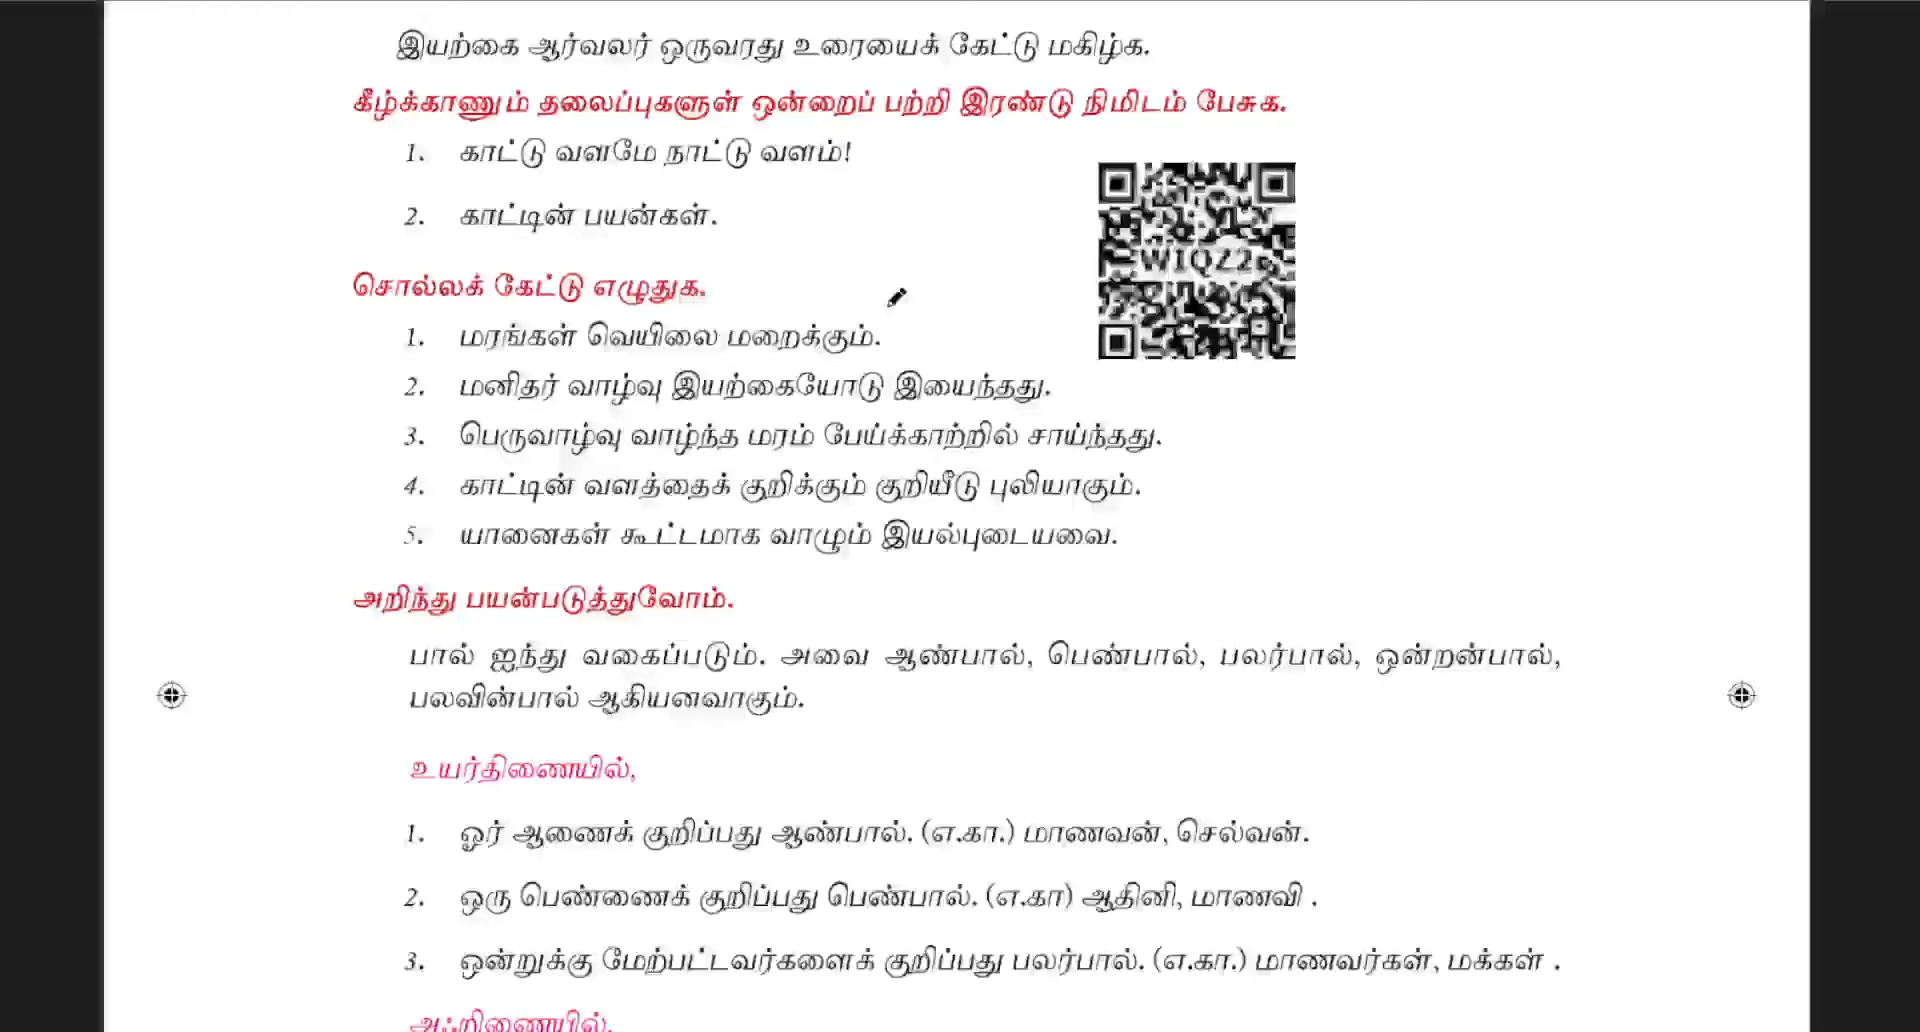 இயற்கை ஆர்வலர் ஒருவரது உரையைக் கேட்டு மகிழ்க.
கீழ்க்காணும் தலைப்புகளுள் ஒன்றைப் பற்றி இரண்டு நிமிடம் பேசுக.
1. காட்டு வளமே நாட்டு வளம்!
2. காட்டின் பயன்கள்.
W1QZ2
சொல்லக் கேட்டு எழுதுக.
1. மரங்கள் வெயிலை மறைக்கும்.
2. மனிதர் வாழ்வு இயற்கையோடு இயைந்தது.
3. பெருவாழ்வு வாழ்ந்த மரம் பேய்க்காற்றில் சாய்ந்தது.
4. காட்டின் வளத்தைக் குறிக்கும் குறியீடு புலியாகும்.
5. யானைகள் கூட்டமாக வாழும் இயல்புடையவை.
அறிந்து பயன்படுத்துவோம்.
பால் ஐந்து வகைப்படும். அவை ஆண்பால், பெண்பால், பலர்பால், ஒன்றன்பால்,
பலவின்பால் ஆகியனவாகும்.
உயர்திணையில்,
1. ஓர் ஆணைக் குறிப்பது ஆண்பால். (எ.கா.) மாணவன், செல்வன்.
2. ஒரு பெண்ணைக் குறிப்பது பெண்பால். (எ.கா) ஆதினி, மாணவி .
3. ஒன்றுக்கு மேற்பட்டவர்களைக் குறிப்பது பலர்பால். (எ.கா.) மாணவர்கள், மக்கள் .
அஃறிணையில்,